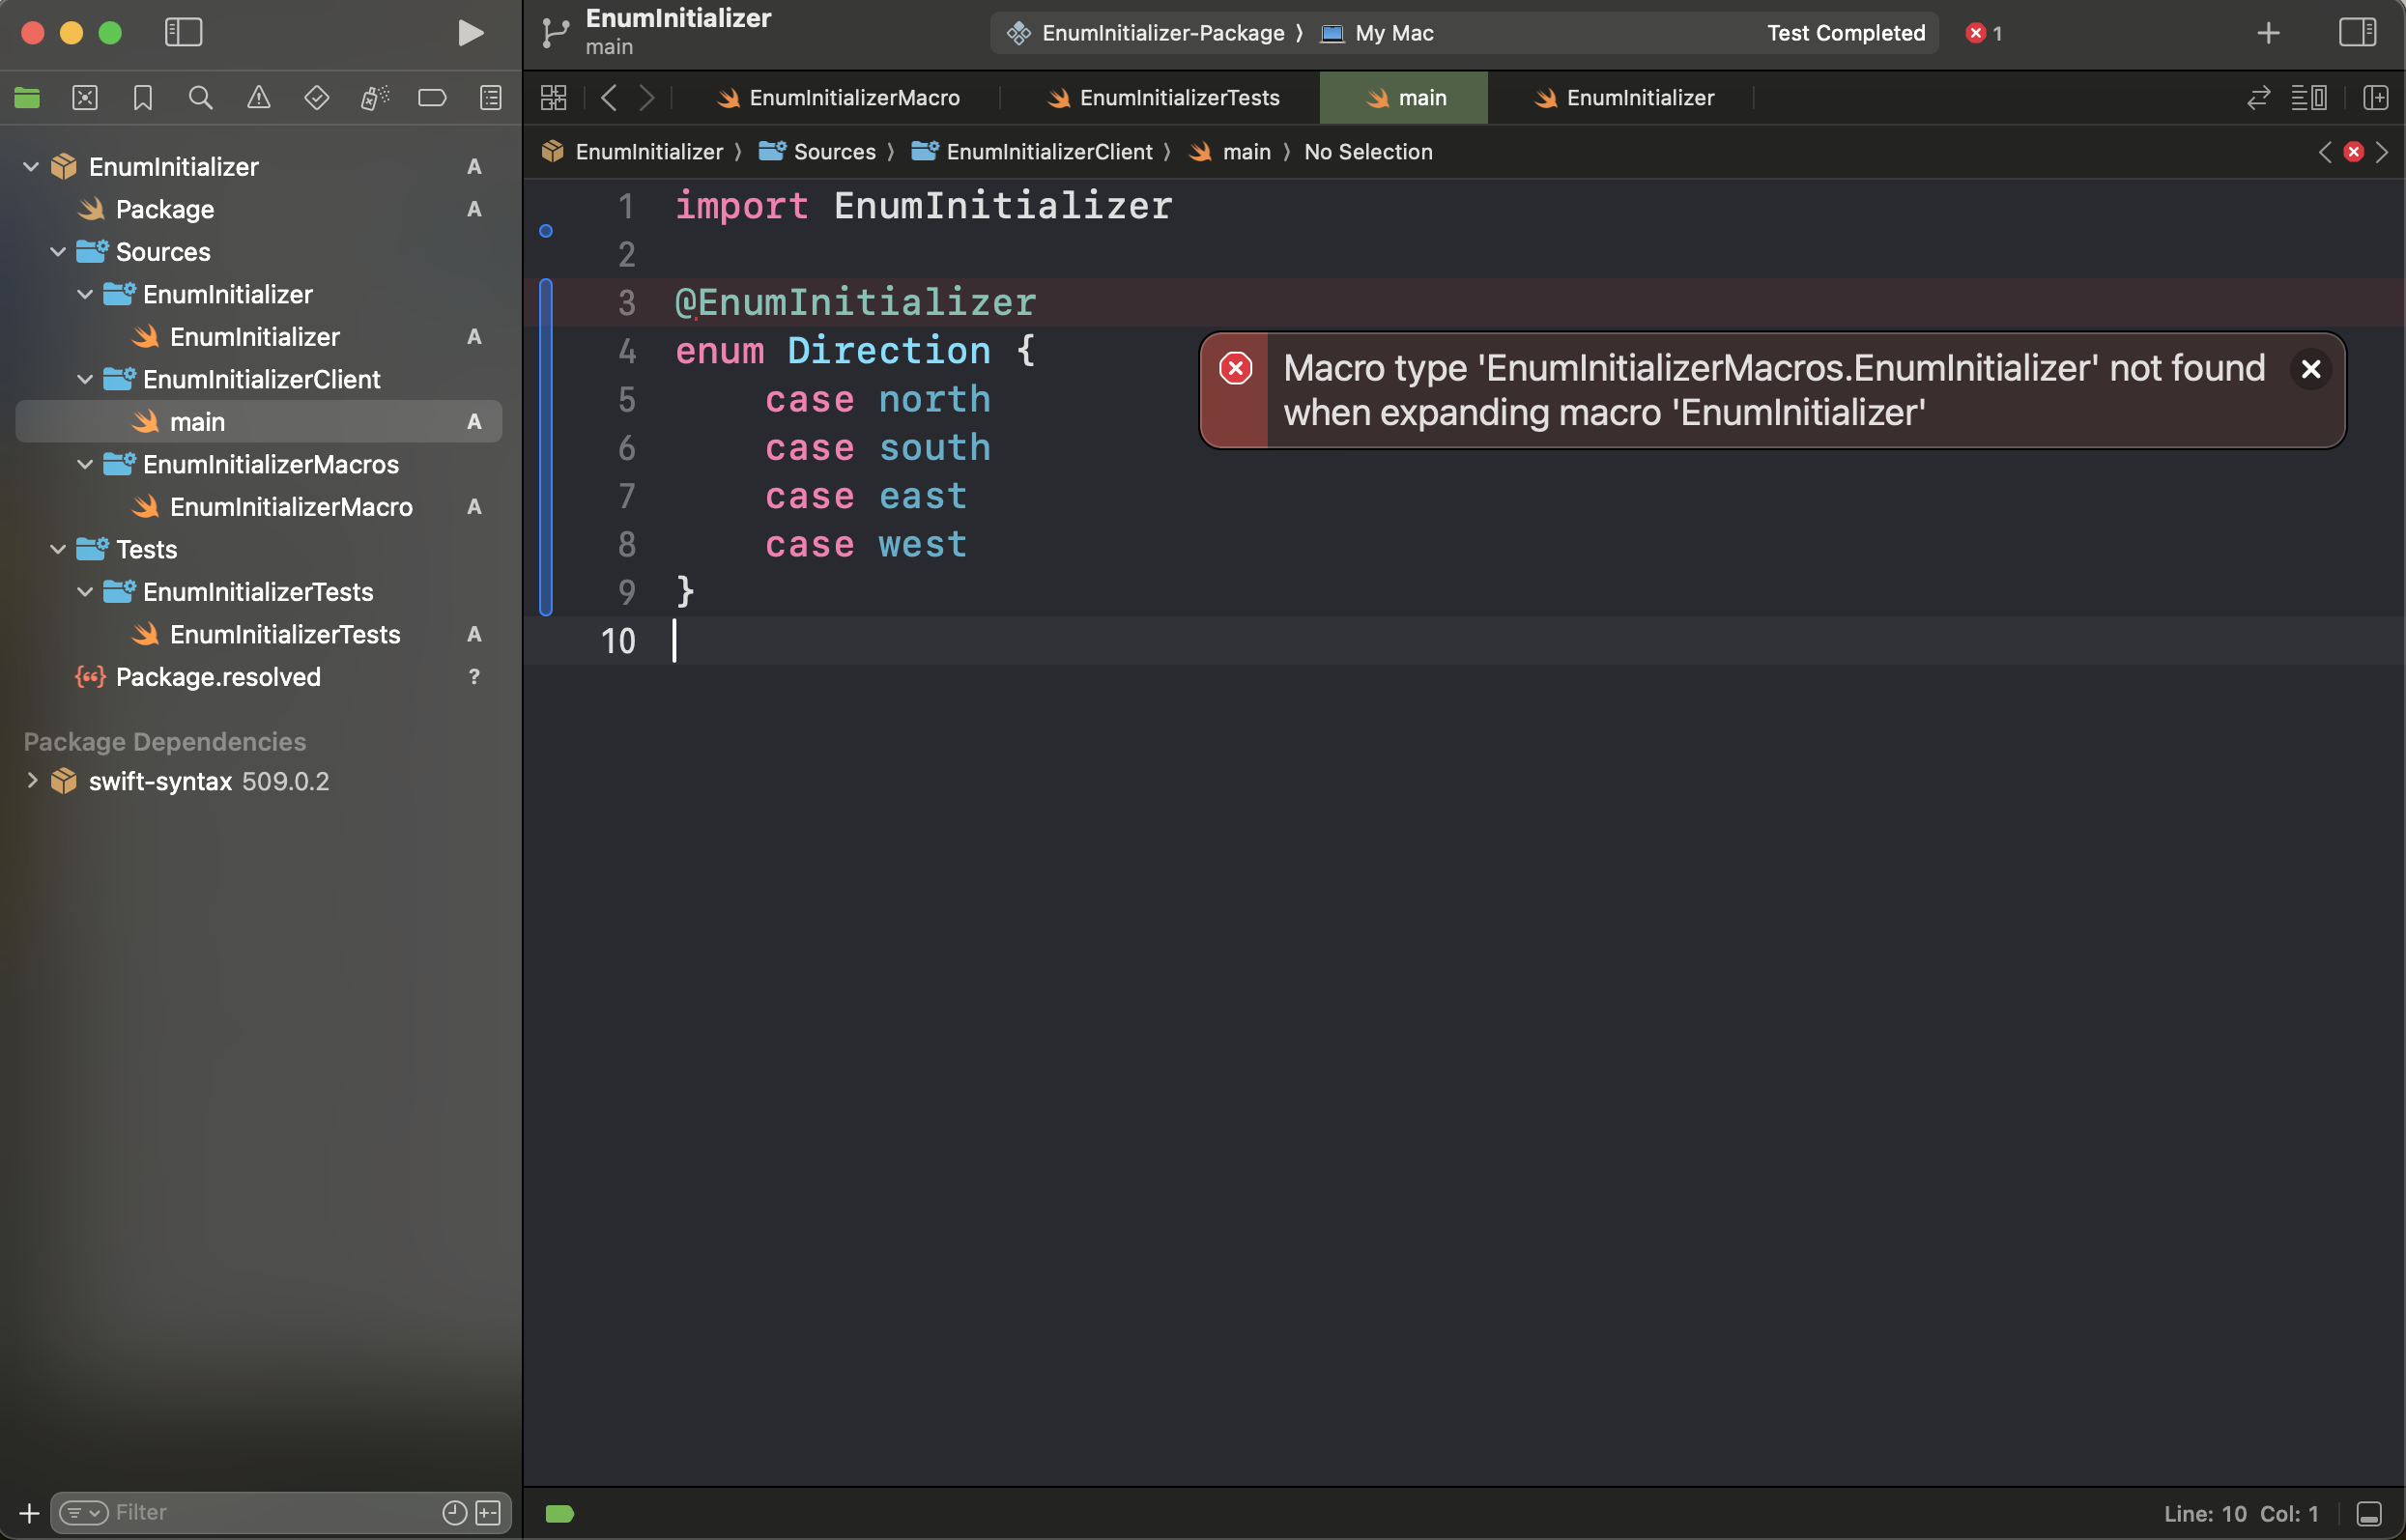 EnumInitializer
main
EnumInitializer-Package
My Mac
Test Completed
1
EnumInitializerMacro
EnumInitializerTests
main
EnumInitializer
EnumInitializer
Sources
EnumInitializerClient
main
No Selection
EnumInitializer A
Package A
Sources
EnumInitializer
EnumInitializer A
EnumInitializerClient
main A
EnumInitializerMacros
EnumInitializerMacro A
Tests
EnumInitializerTests
EnumInitializerTests A
Package.resolved ?
Package Dependencies
swift-syntax 509.0.2
Filter
1 import EnumInitializer
2
3 @EnumInitializer
4 enum Direction {
5 case north
6 case south
7 case east
8 case west
9 }
10
Macro type 'EnumInitializerMacros.EnumInitializer' not found
when expanding macro 'EnumInitializer'
Line: 10 Col: 1